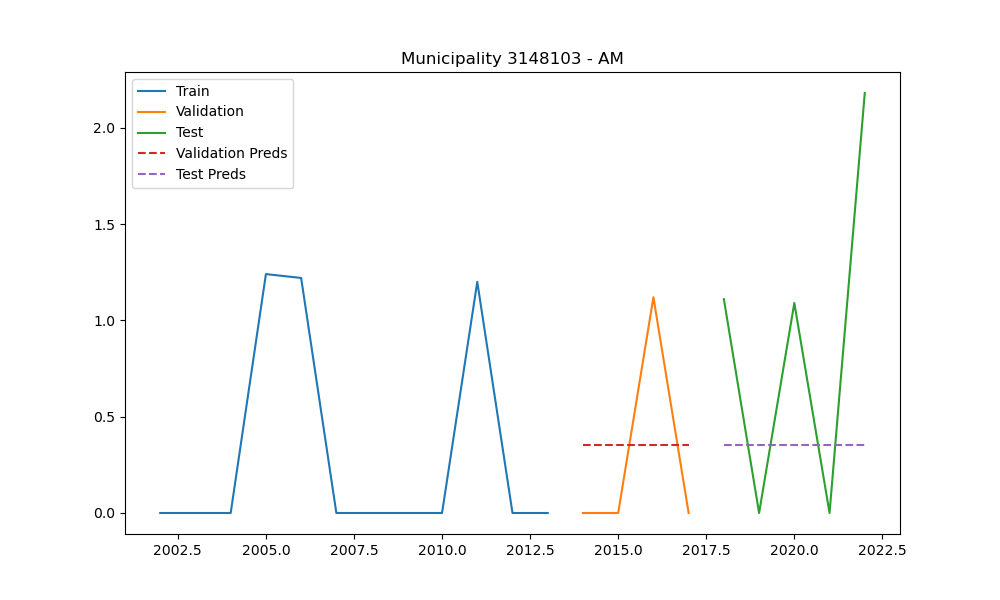 Municipality 3148103 - AM
Train
Validation
Test
Validation Preds
Test Preds
2.0
1.5
1.0
0.5
0.0
2002.5 2005.0 2007.5 2010.0 2012.5 2015.0 2017.5 2020.0 2022.5